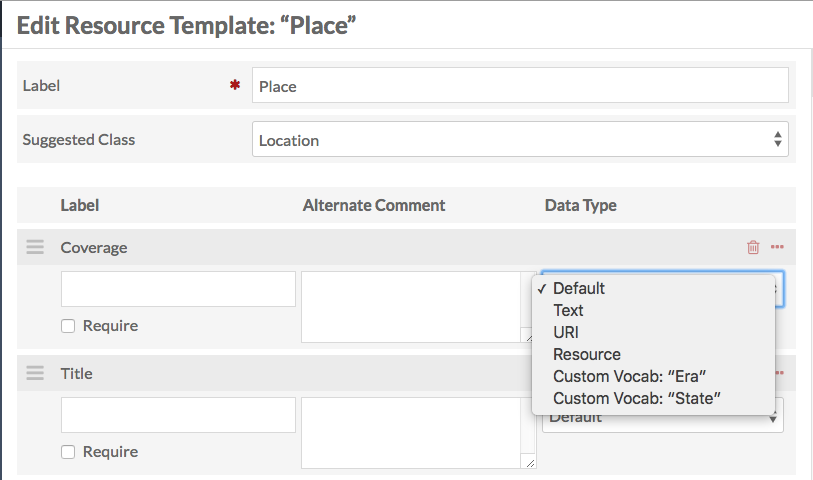 Edit Resource Template: “Place”
Label * Place
Suggested Class Location
Label Alternate Comment Data Type
Coverage
✓ Default
Text
URI
Resource
Custom Vocab: “Era”
Custom Vocab: “State”
Require
Title
Default
Require